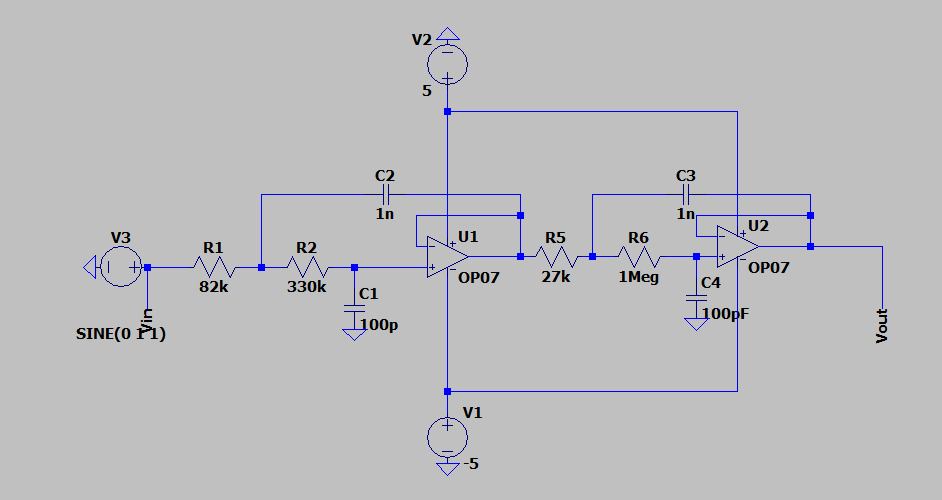 V2
5
C2
1n
C3
1n
V3
R1
82k
R2
330k
U1
OP07
R5
27k
R6
1Meg
U2
OP07
C1
100p
C4
100pF
Vin
SINE(0 1 1)
Vout
V1
-5